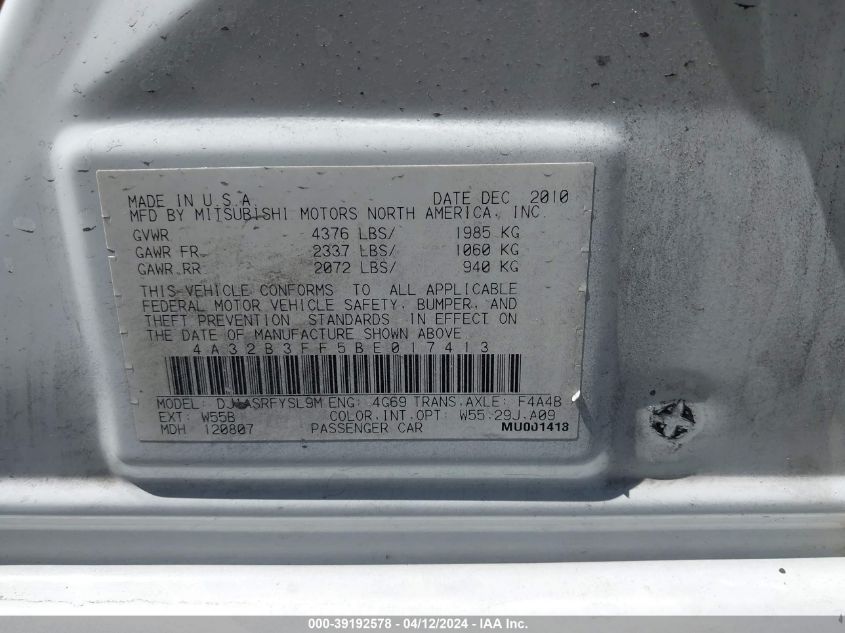 MADE IN U.S.A. DATE DEC 2010
MFD BY MITSUBISHI MOTORS NORTH AMERICA, INC.
GVWR 4376 LBS/ 1985 KG
GAWR FR 2337 LBS/ 1060 KG
GAWR RR 2072 LBS/ 940 KG
THIS VEHICLE CONFORMS TO ALL APPLICABLE
FEDERAL MOTOR VEHICLE SAFETY, BUMPER, AND
THEFT PREVENTION STANDARDS IN EFFECT ON
THE DATE OF MANUFACTURE SHOWN ABOVE.
4A32B3FF5BE017413
MODEL: ENG: 4G69 TRANS.AXLE: F4A4B
EXT: W55B COLOR.INT.OPT: W55 29J.A09
MDH 120807 PASSENGER CAR MU001413
000-39192578 - 04/12/2024 - IAA Inc.